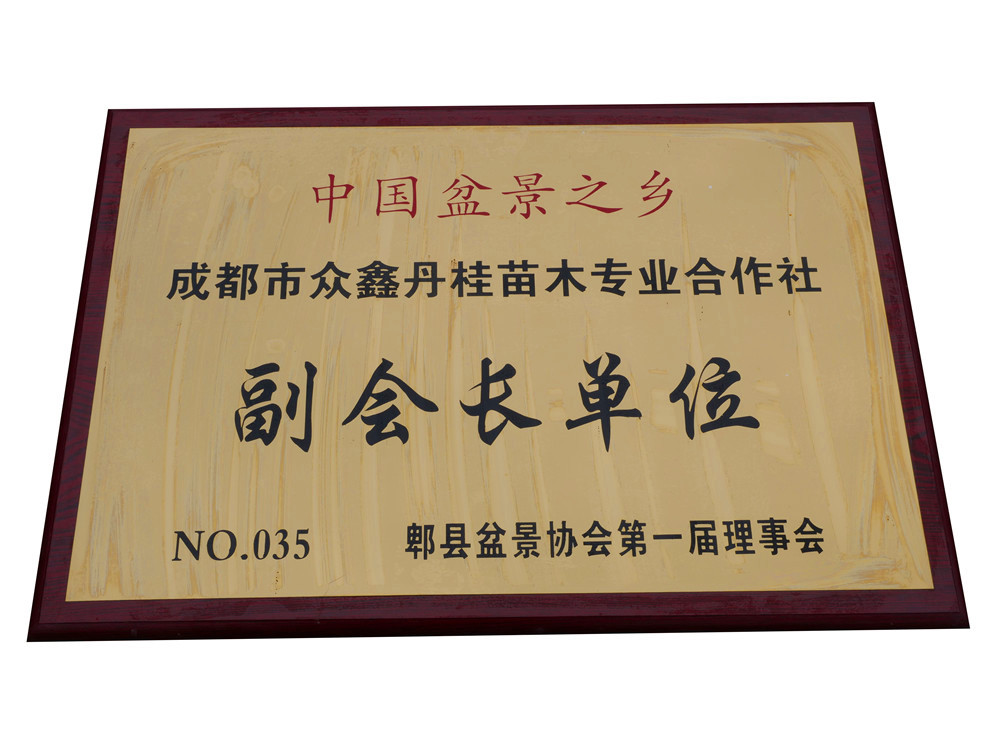 中国盆景之乡
成都市众鑫丹桂苗木专业合作社
副会长单位
NO.035 郫县盆景协会第一届理事会